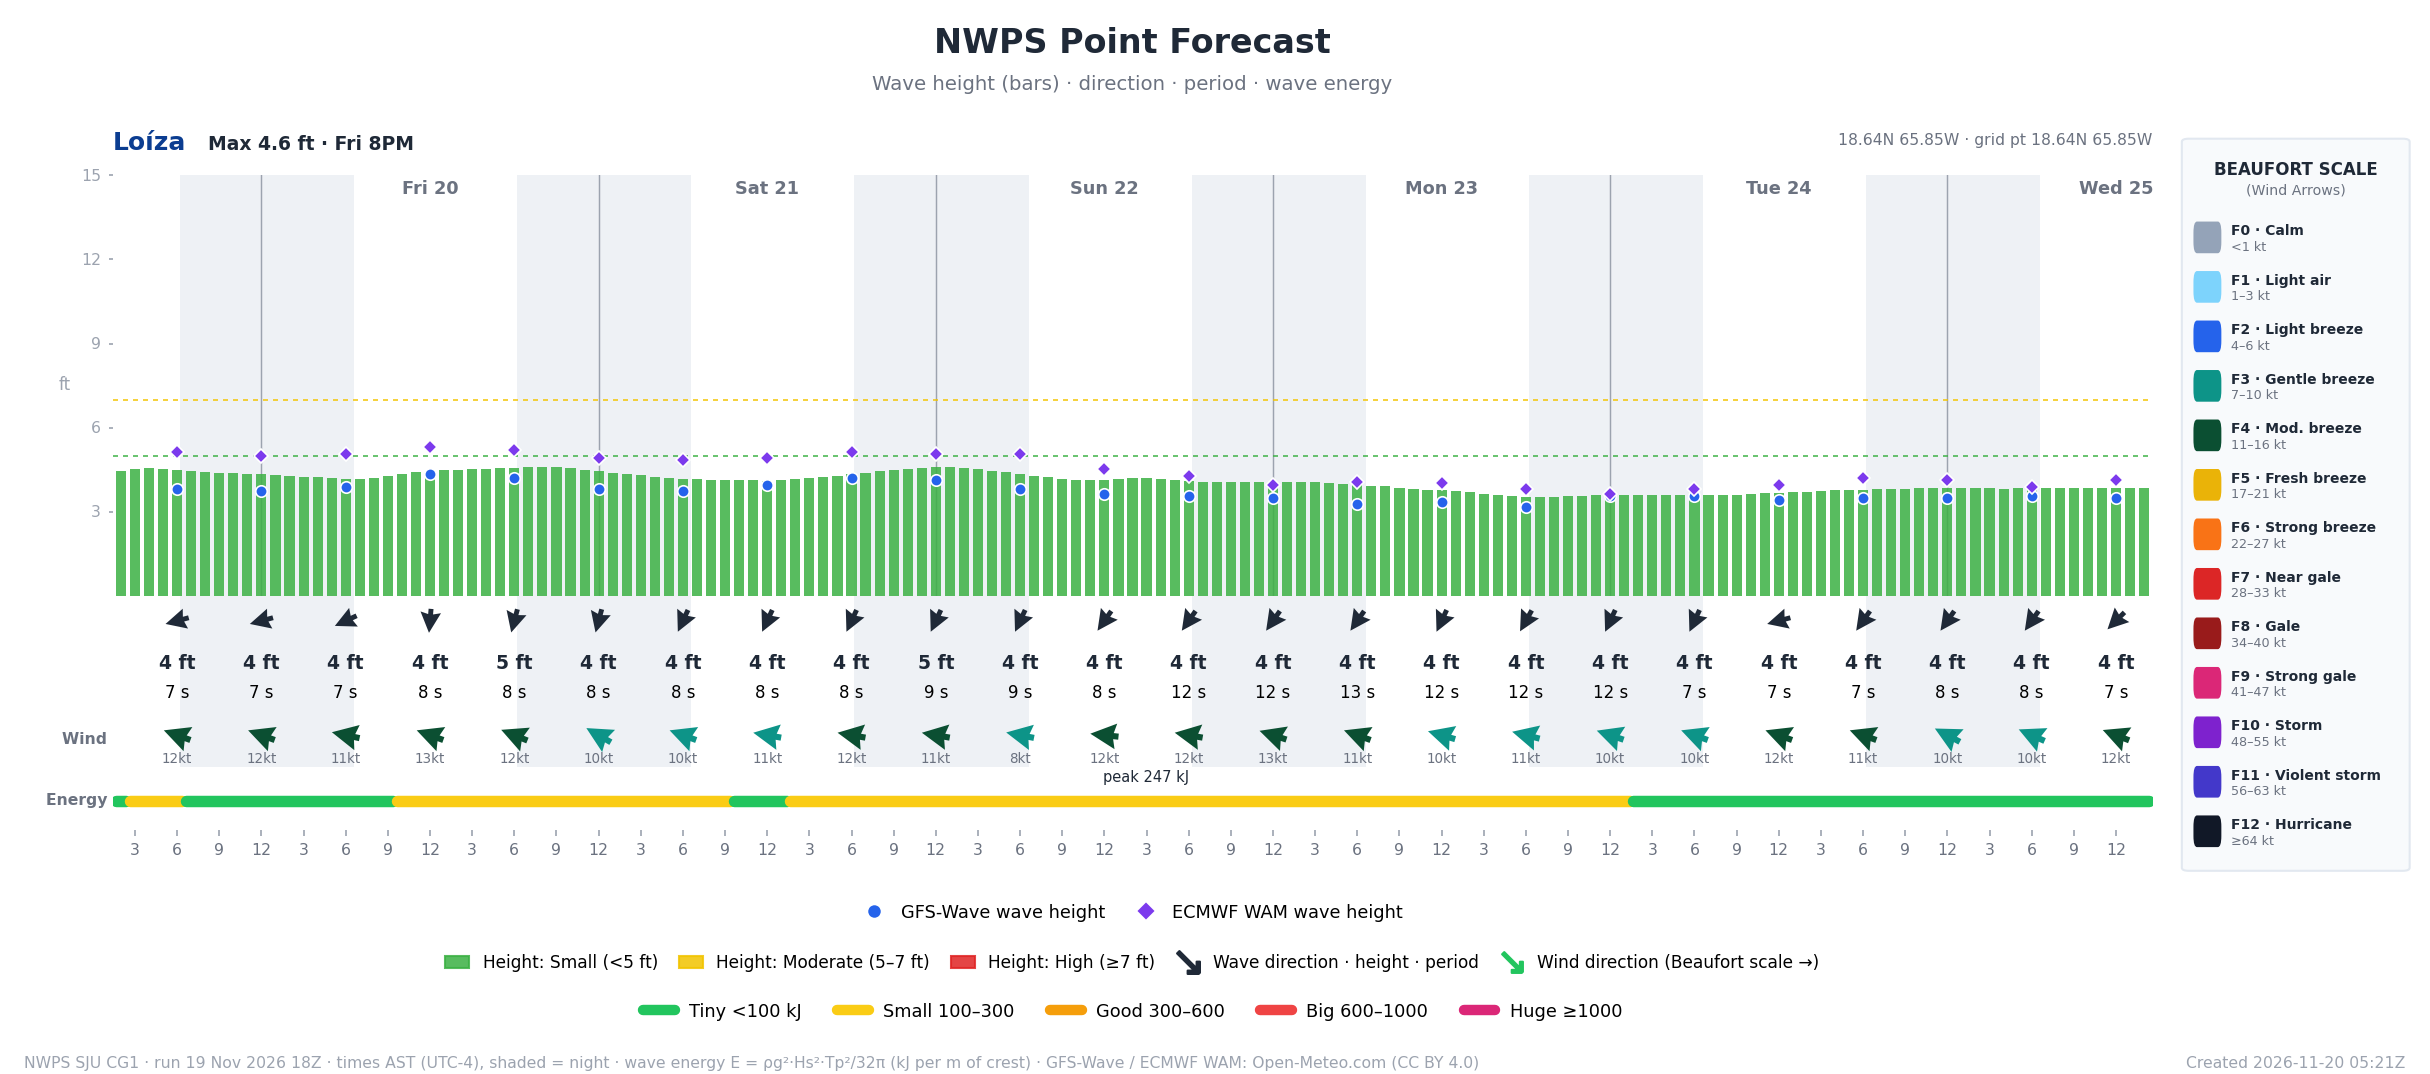 NWPS Point Forecast
Wave height (bars) · direction · period · wave energy
Loíza Max 4.6 ft · Fri 8PM
18.64N 65.85W · grid pt 18.64N 65.85W
Fri 20 Sat 21 Sun 22 Mon 23 Tue 24 Wed 25
15
12
9
ft
6
3
4 ft 4 ft 4 ft 4 ft 5 ft 4 ft 4 ft 4 ft 4 ft 5 ft 4 ft 4 ft 4 ft 4 ft 4 ft 4 ft 4 ft 4 ft 4 ft 4 ft 4 ft 4 ft 4 ft 4 ft
7 s 7 s 7 s 8 s 8 s 8 s 8 s 8 s 8 s 9 s 9 s 8 s 12 s 12 s 13 s 12 s 12 s 12 s 7 s 7 s 7 s 8 s 8 s 7 s
Wind
12kt 12kt 11kt 13kt 12kt 10kt 10kt 11kt 12kt 11kt 8kt 12kt 12kt 13kt 11kt 10kt 11kt 10kt 10kt 12kt 11kt 10kt 10kt 12kt
peak 247 kJ
Energy
3 6 9 12 3 6 9 12 3 6 9 12 3 6 9 12 3 6 9 12 3 6 9 12 3 6 9 12 3 6 9 12 3 6 9 12 3 6 9 12 3 6 9 12 3 6 9 12
BEAUFORT SCALE
(Wind Arrows)
F0 · Calm
<1 kt
F1 · Light air
1–3 kt
F2 · Light breeze
4–6 kt
F3 · Gentle breeze
7–10 kt
F4 · Mod. breeze
11–16 kt
F5 · Fresh breeze
17–21 kt
F6 · Strong breeze
22–27 kt
F7 · Near gale
28–33 kt
F8 · Gale
34–40 kt
F9 · Strong gale
41–47 kt
F10 · Storm
48–55 kt
F11 · Violent storm
56–63 kt
F12 · Hurricane
≥64 kt
GFS-Wave wave height ECMWF WAM wave height
Height: Small (<5 ft) Height: Moderate (5–7 ft) Height: High (≥7 ft) Wave direction · height · period Wind direction (Beaufort scale →)
Tiny <100 kJ Small 100–300 Good 300–600 Big 600–1000 Huge ≥1000
NWPS SJU CG1 · run 19 Nov 2026 18Z · times AST (UTC-4), shaded = night · wave energy E = ρg²·Hs²·Tp²/32π (kJ per m of crest) · GFS-Wave / ECMWF WAM: Open-Meteo.com (CC BY 4.0)
Created 2026-11-20 05:21Z